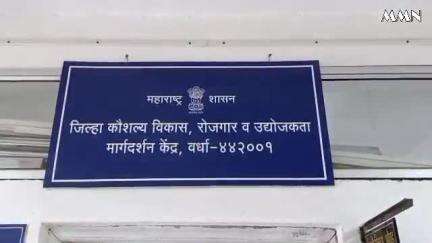 MMN
महाराष्ट्र शासन
जिल्हा कौशल्य विकास, रोजगार व उद्योजकता
मार्गदर्शन केंद्र, वर्धा-४४२००१